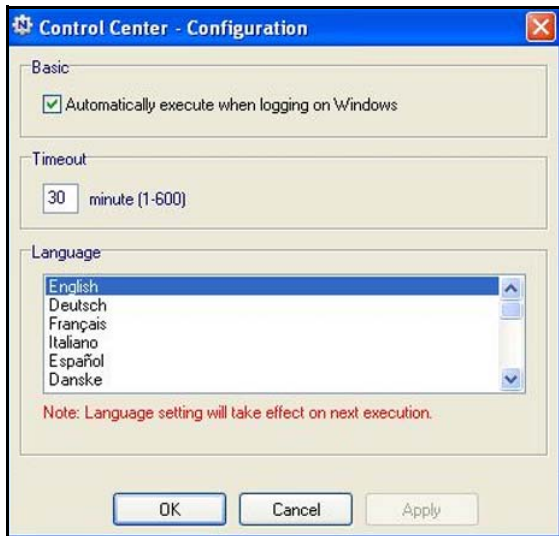 Control Center - Configuration
Basic
Automatically execute when logging on Windows
Timeout
30 minute (1-600)
Language
English
Deutsch
Français
Italiano
Español
Danske
Note: Language setting will take effect on next execution.
OK Cancel Apply